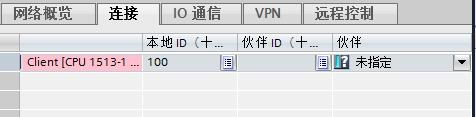 网络概览 连接 IO 通信 VPN 远程控制
本地 ID（十... 伙伴 ID（十... 伙伴
Client [CPU 1513-1 ... 100 未指定